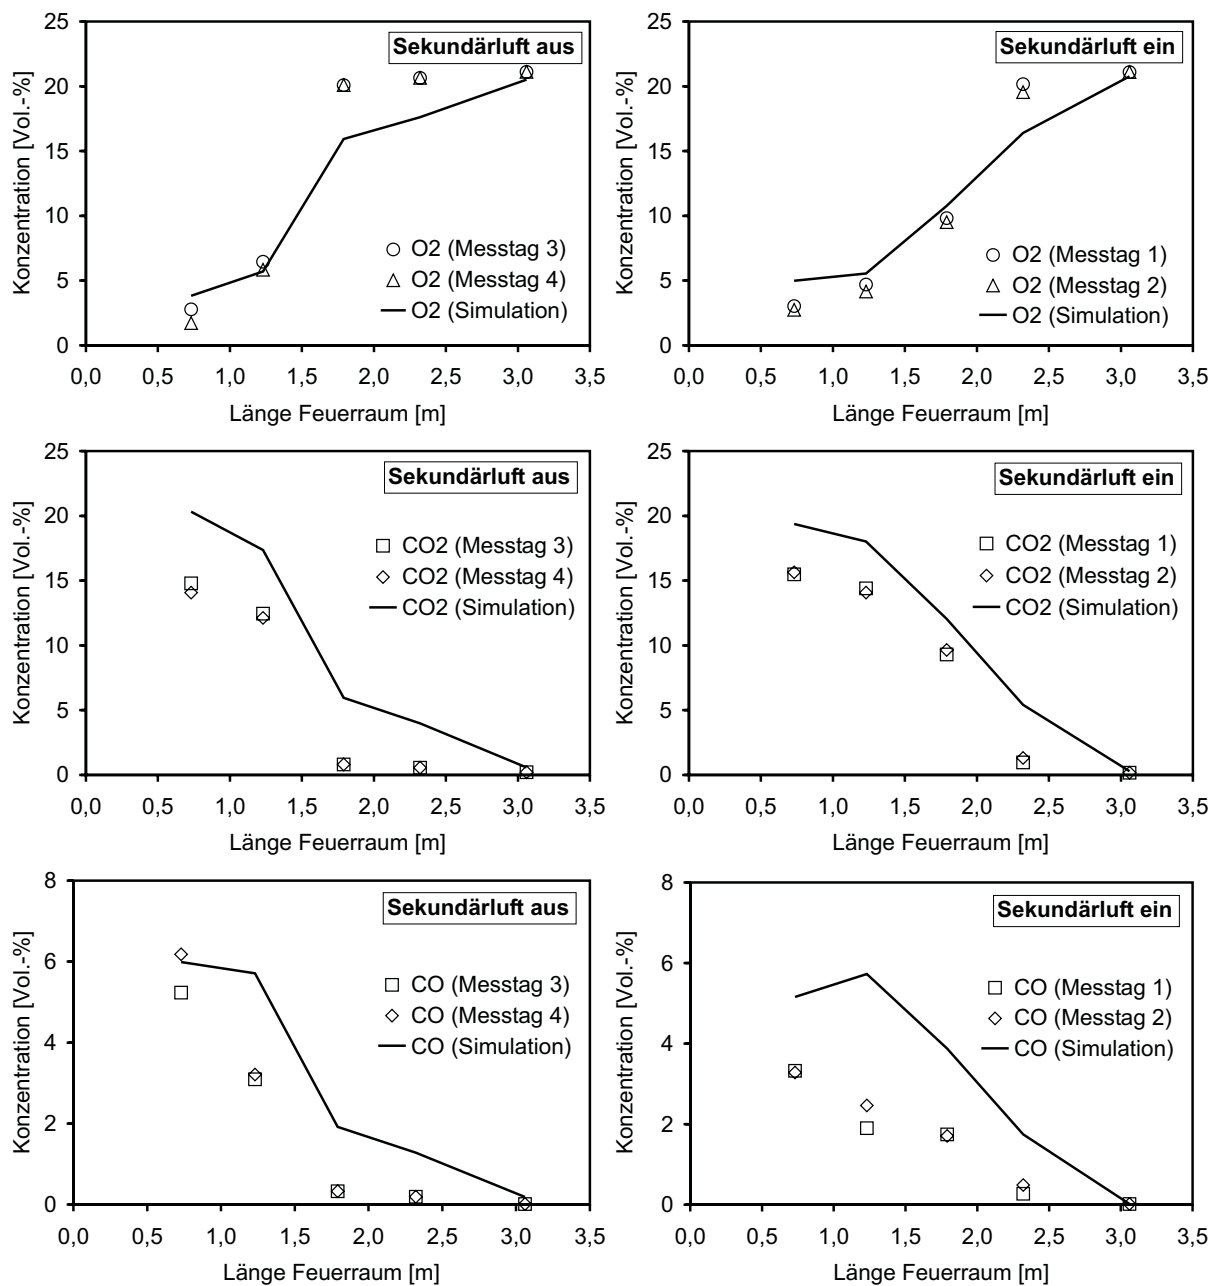 Konzentration [Vol.-%]
25
20
15
10
5
0
Sekundärluft aus
O2 (Messtag 3)
O2 (Messtag 4)
O2 (Simulation)
0,0 0,5 1,0 1,5 2,0 2,5 3,0 3,5
Länge Feuerraum [m]
Konzentration [Vol.-%]
25
20
15
10
5
0
Sekundärluft ein
O2 (Messtag 1)
O2 (Messtag 2)
O2 (Simulation)
0,0 0,5 1,0 1,5 2,0 2,5 3,0 3,5
Länge Feuerraum [m]
Konzentration [Vol.-%]
25
20
15
10
5
0
Sekundärluft aus
CO2 (Messtag 3)
CO2 (Messtag 4)
CO2 (Simulation)
0,0 0,5 1,0 1,5 2,0 2,5 3,0 3,5
Länge Feuerraum [m]
Konzentration [Vol.-%]
25
20
15
10
5
0
Sekundärluft ein
CO2 (Messtag 1)
CO2 (Messtag 2)
CO2 (Simulation)
0,0 0,5 1,0 1,5 2,0 2,5 3,0 3,5
Länge Feuerraum [m]
Konzentration [Vol.-%]
8
6
4
2
0
Sekundärluft aus
CO (Messtag 3)
CO (Messtag 4)
CO (Simulation)
0,0 0,5 1,0 1,5 2,0 2,5 3,0 3,5
Länge Feuerraum [m]
Konzentration [Vol.-%]
8
6
4
2
0
Sekundärluft ein
CO (Messtag 1)
CO (Messtag 2)
CO (Simulation)
0,0 0,5 1,0 1,5 2,0 2,5 3,0 3,5
Länge Feuerraum [m]